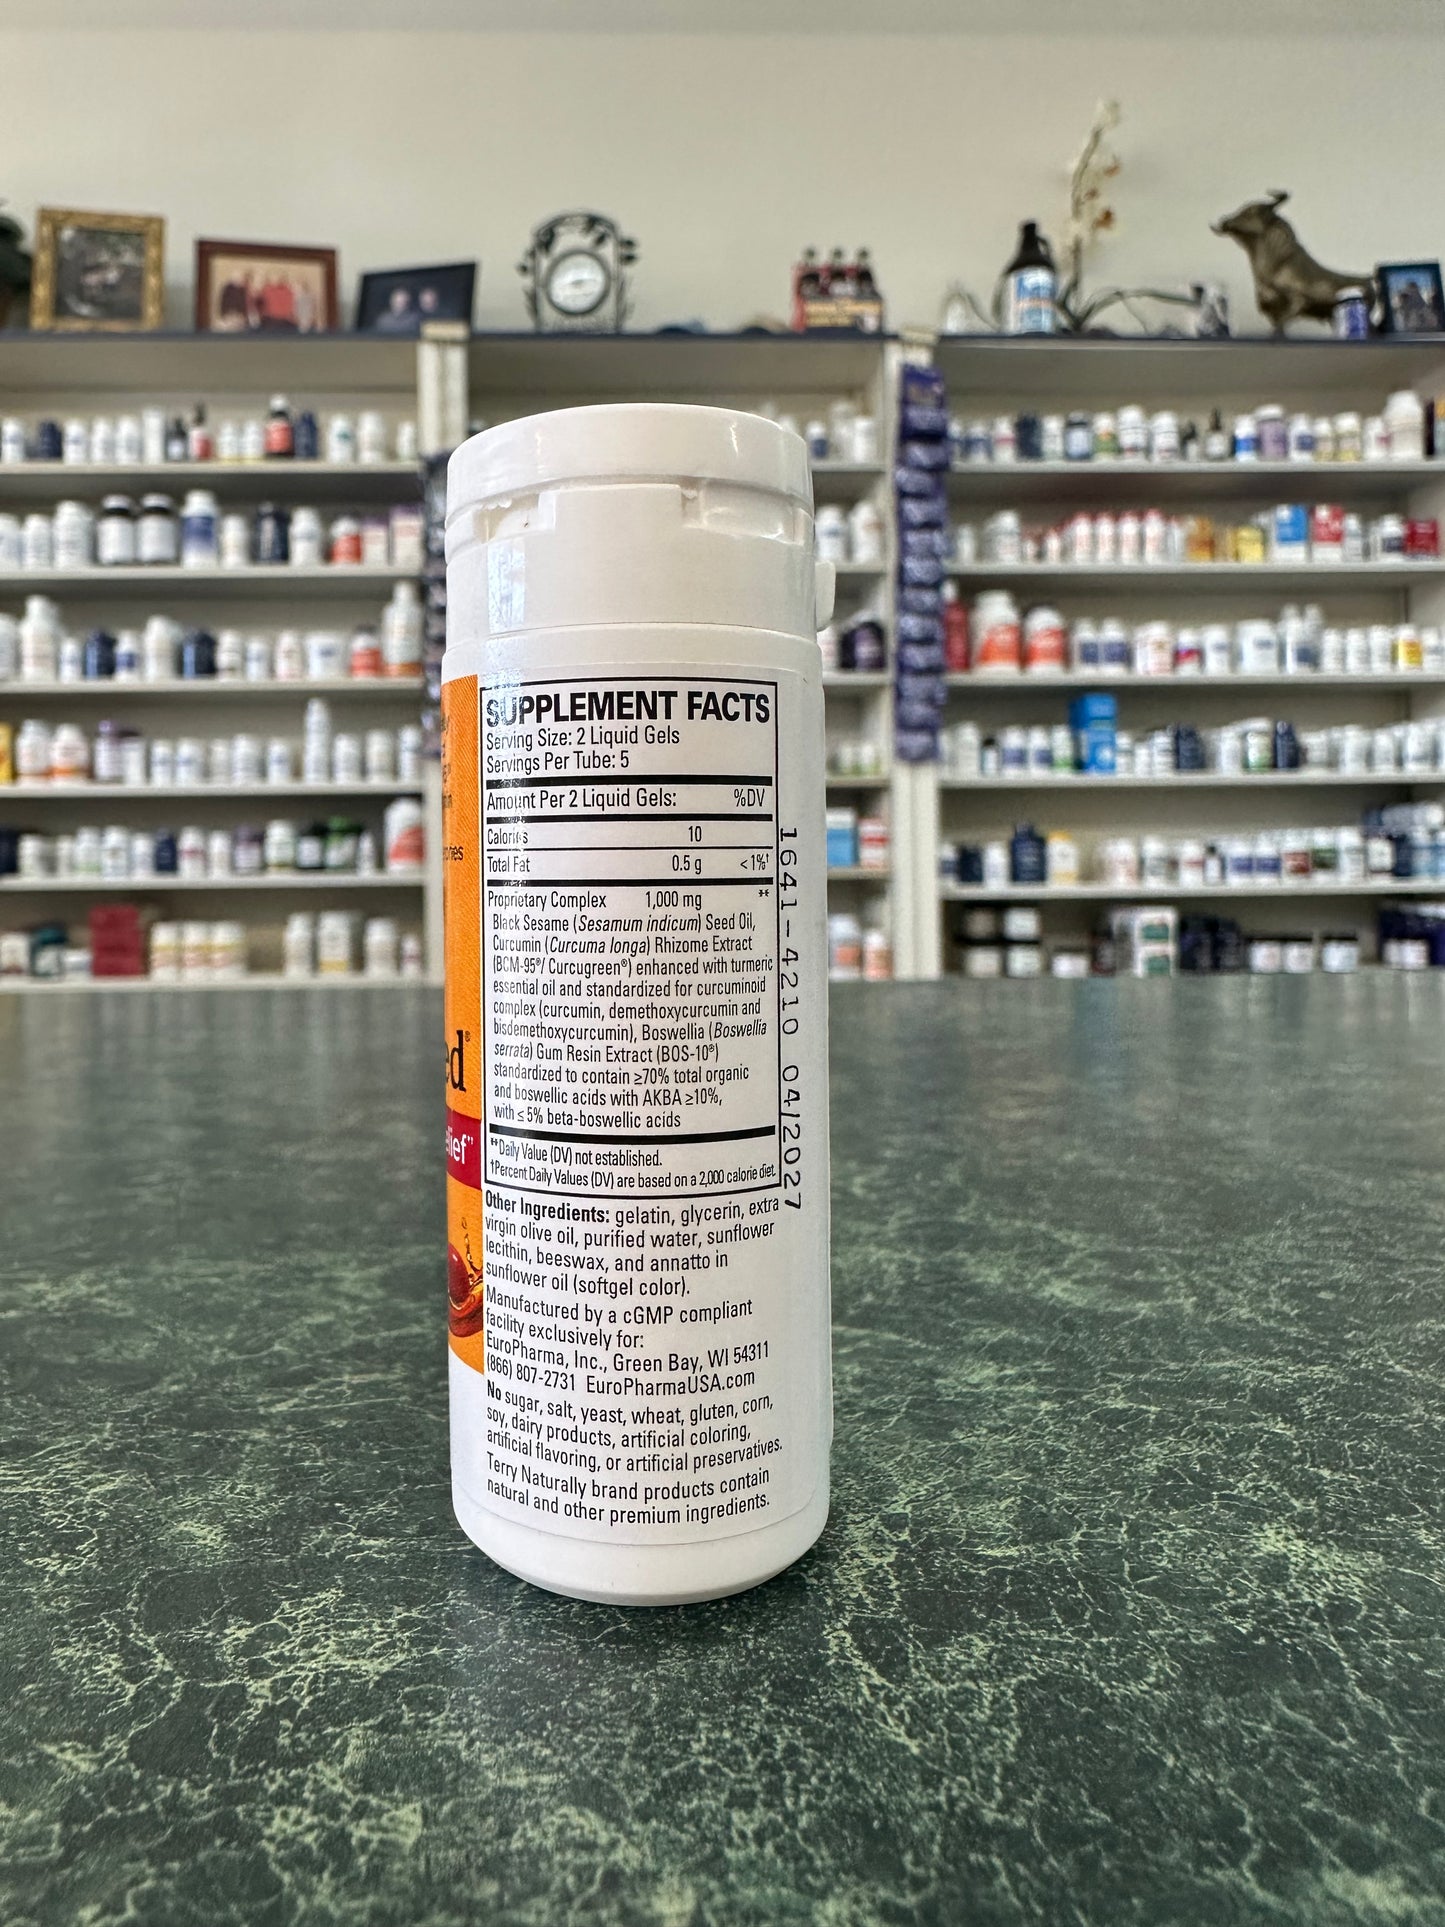 SUPPLEMENT FACTS
Serving Size: 2 Liquid Gels
Servings Per Tube: 5
Amount Per 2 Liquid Gels: %DV
Calories 10
Total Fat 0.5 g <1%†
Proprietary Complex 1,000 mg **
Black Sesame (Sesamum indicum) Seed Oil,
Curcumin (Curcuma longa) Rhizome Extract
(BCM-95®/ Curcugreen®) enhanced with turmeric
essential oil and standardized for curcuminoid
complex (curcumin, demethoxycurcumin and
bisdemethoxycurcumin), Boswellia (Boswellia
serrata) Gum Resin Extract (BOS-10®)
standardized to contain ≥70% total organic
and boswellic acids with AKBA ≥10%,
with ≤ 5% beta-boswellic acids
**Daily Value (DV) not established.
†Percent Daily Values (DV) are based on a 2,000 calorie diet.
Other Ingredients: gelatin, glycerin, extra
virgin olive oil, purified water, sunflower
lecithin, beeswax, and annatto in
sunflower oil (softgel color).
Manufactured by a cGMP compliant
facility exclusively for:
EuroPharma, Inc., Green Bay, WI 54311
(866) 807-2731 EuroPharmaUSA.com
No sugar, salt, yeast, wheat, gluten, corn,
soy, dairy products, artificial coloring,
artificial flavoring, or artificial preservatives.
Terry Naturally brand products contain
natural and other premium ingredients.
1641-4210 04/2027